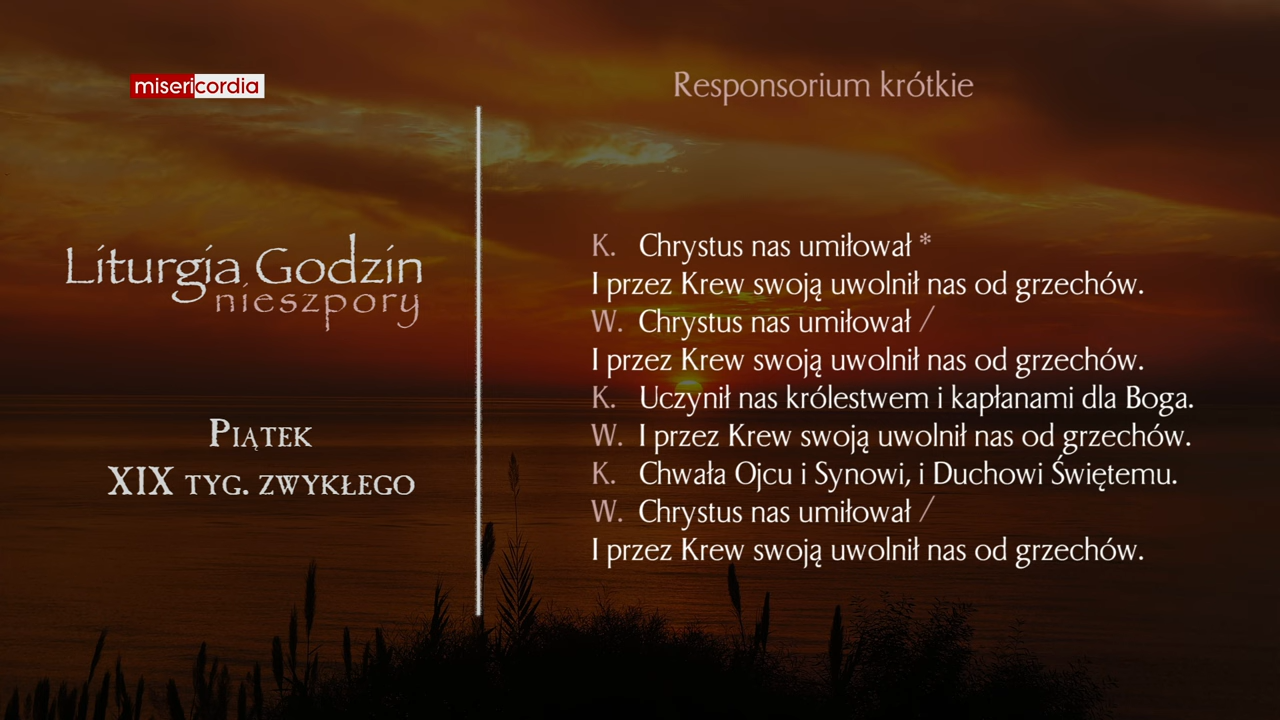 misericordia
Liturgia Godzin
nieszpory
Piątek
XIX tyg. zwykłego
Responsorium krótkie
K. Chrystus nas umiłował *
I przez Krew swoją uwolnił nas od grzechów.
W. Chrystus nas umiłował /
I przez Krew swoją uwolnił nas od grzechów.
K. Uczynił nas królestwem i kapłanami dla Boga.
W. I przez Krew swoją uwolnił nas od grzechów.
K. Chwała Ojcu i Synowi, i Duchowi Świętemu.
W. Chrystus nas umiłował /
I przez Krew swoją uwolnił nas od grzechów.